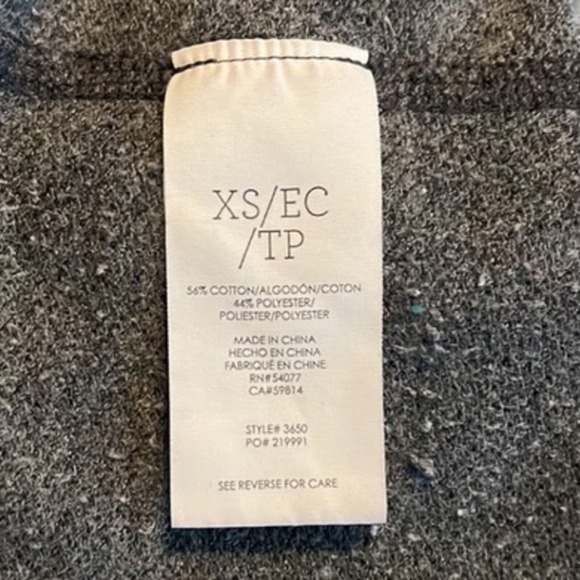 XS/EC
/TP
56% COTTON/ALGODÓN/COTON
44% POLYESTER/
POLIESTER/POLYESTER
MADE IN CHINA
HECHO EN CHINA
FABRIQUÉ EN CHINE
RN#54077
CA#59814
STYLE# 3650
PO# 219991
SEE REVERSE FOR CARE